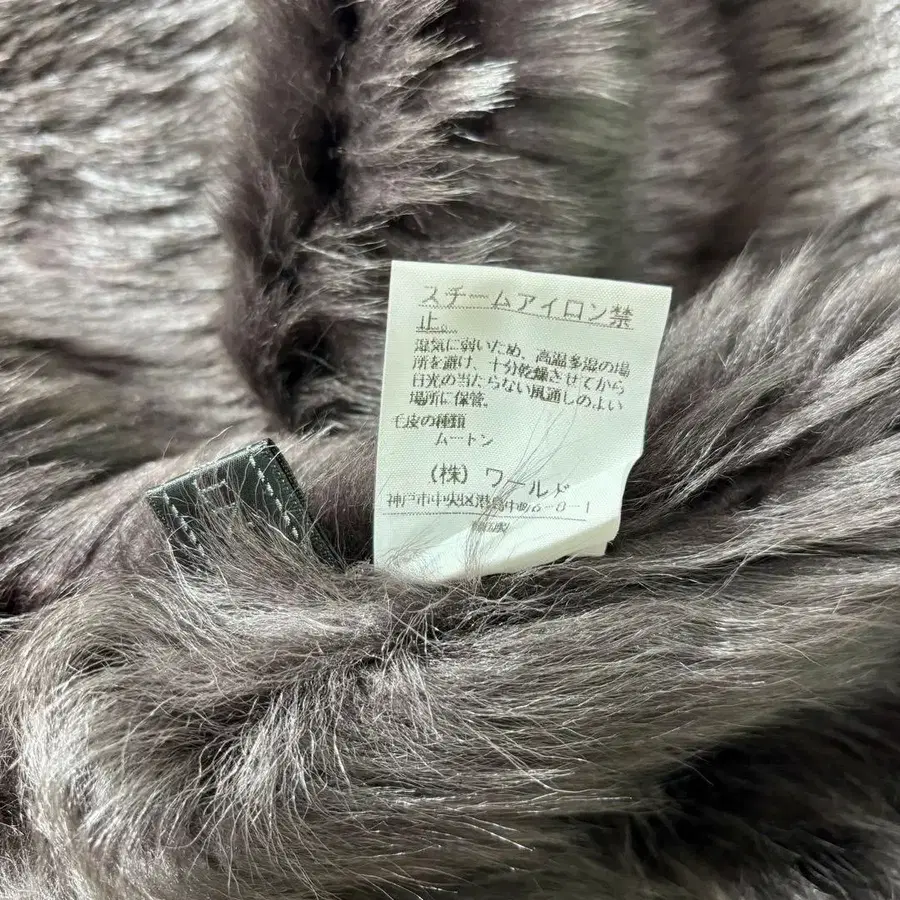 スチームアイロン禁
止。
湿気に弱いため、高温多湿の場
所を避け、十分乾燥させてから
日光の当たらない風通しのよい
場所に保管。
毛皮の種類
ムートン
(株) ワールド
神戸市中央区港島中町6-8-1